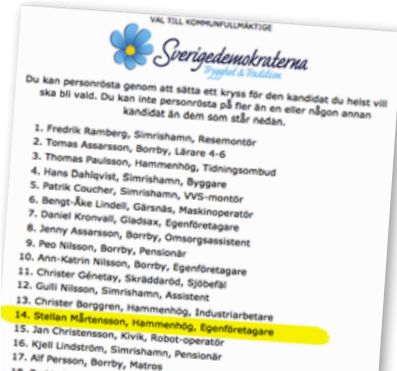 VAL TILL KOMMUNFULLMÄKTIGE
Sverigedemokraterna
Trygghet & Tradition
Du kan personrösta genom att sätta ett kryss för den kandidat du helst vill
ska bli vald. Du kan inte personrösta på fler än en eller någon annan
kandidat än dem som står nedan.
1. Fredrik Ramberg, Simrishamn, Resemontör
2. Tomas Assarsson, Borrby, Lärare 4-6
3. Thomas Paulsson, Hammenhög, Tidningsombud
4. Hans Dahlqvist, Simrishamn, Byggare
5. Patrik Coucher, Simrishamn, VVS-montör
6. Bengt-Åke Lindell, Gärsnäs, Maskinoperatör
7. Daniel Kronvall, Gladsax, Egenföretagare
8. Jenny Assarsson, Borrby, Omsorgsassistent
9. Peo Nilsson, Borrby, Pensionär
10. Ann-Katrin Nilsson, Borrby, Egenföretagare
11. Christer Génetay, Skräddaröd, Sjöbefäl
12. Gulli Nilsson, Simrishamn, Assistent
13. Christer Borggren, Hammenhög, Industriarbetare
14. Stellan Mårtensson, Hammenhög, Egenföretagare
15. Jan Christensson, Kivik, Robot-operatör
16. Kjell Lindström, Simrishamn, Pensionär
17. Alf Persson, Borrby, Matros